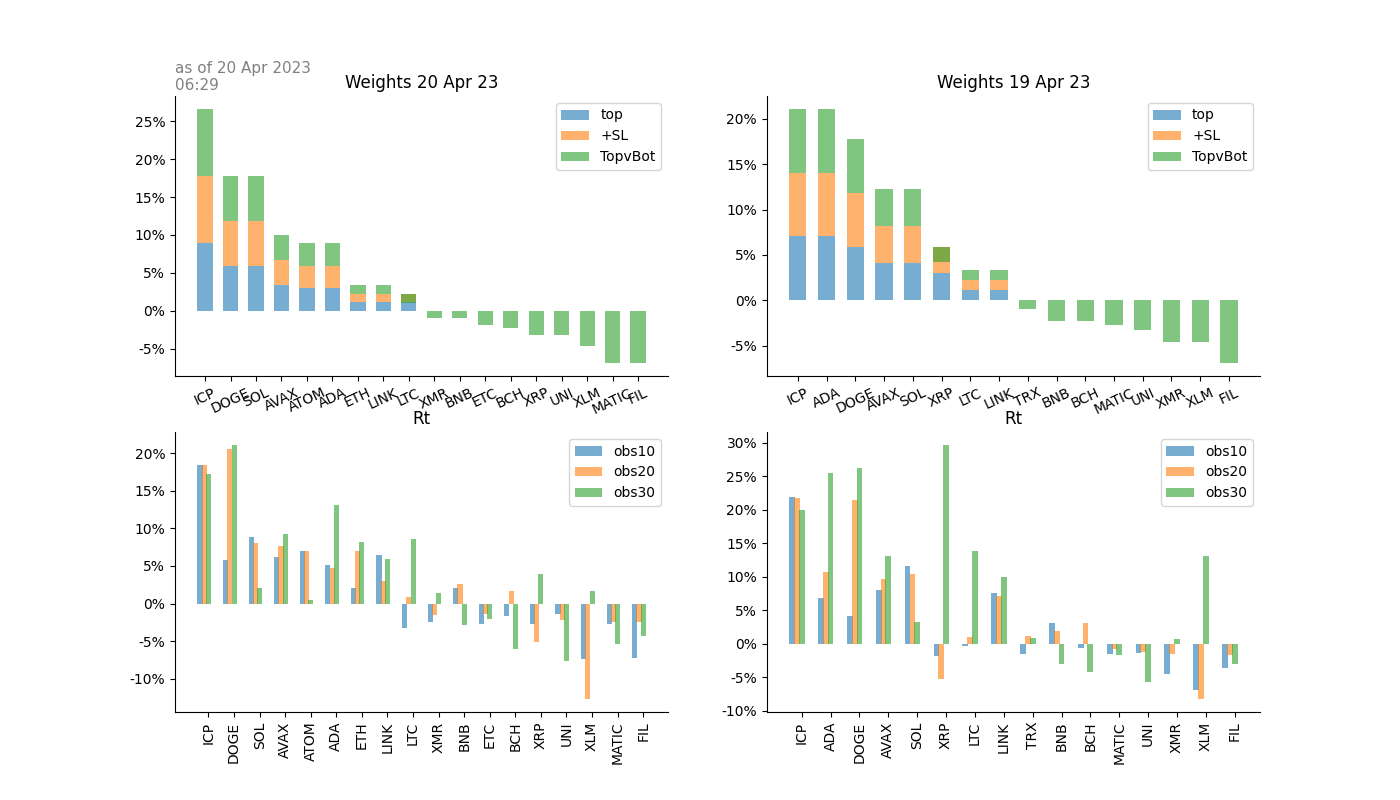 as of 20 Apr 2023
06:29
Weights 20 Apr 23
25%
20%
15%
10%
5%
0%
-5%
top
+SL
TopvBot
ICP DOGE SOL AVAX ATOM ADA ETH LINK LTC XMR BNB ETC BCH XRP UNI XLM MATIC FIL
Weights 19 Apr 23
20%
15%
10%
5%
0%
-5%
top
+SL
TopvBot
ICP ADA DOGE AVAX SOL XRP LTC LINK TRX BNB BCH MATIC UNI XMR XLM FIL
Rt
20%
15%
10%
5%
0%
-5%
-10%
obs10
obs20
obs30
ICP DOGE SOL AVAX ATOM ADA ETH LINK LTC XMR BNB ETC BCH XRP UNI XLM MATIC FIL
Rt
30%
25%
20%
15%
10%
5%
0%
-5%
-10%
obs10
obs20
obs30
ICP ADA DOGE AVAX SOL XRP LTC LINK TRX BNB BCH MATIC UNI XMR XLM FIL